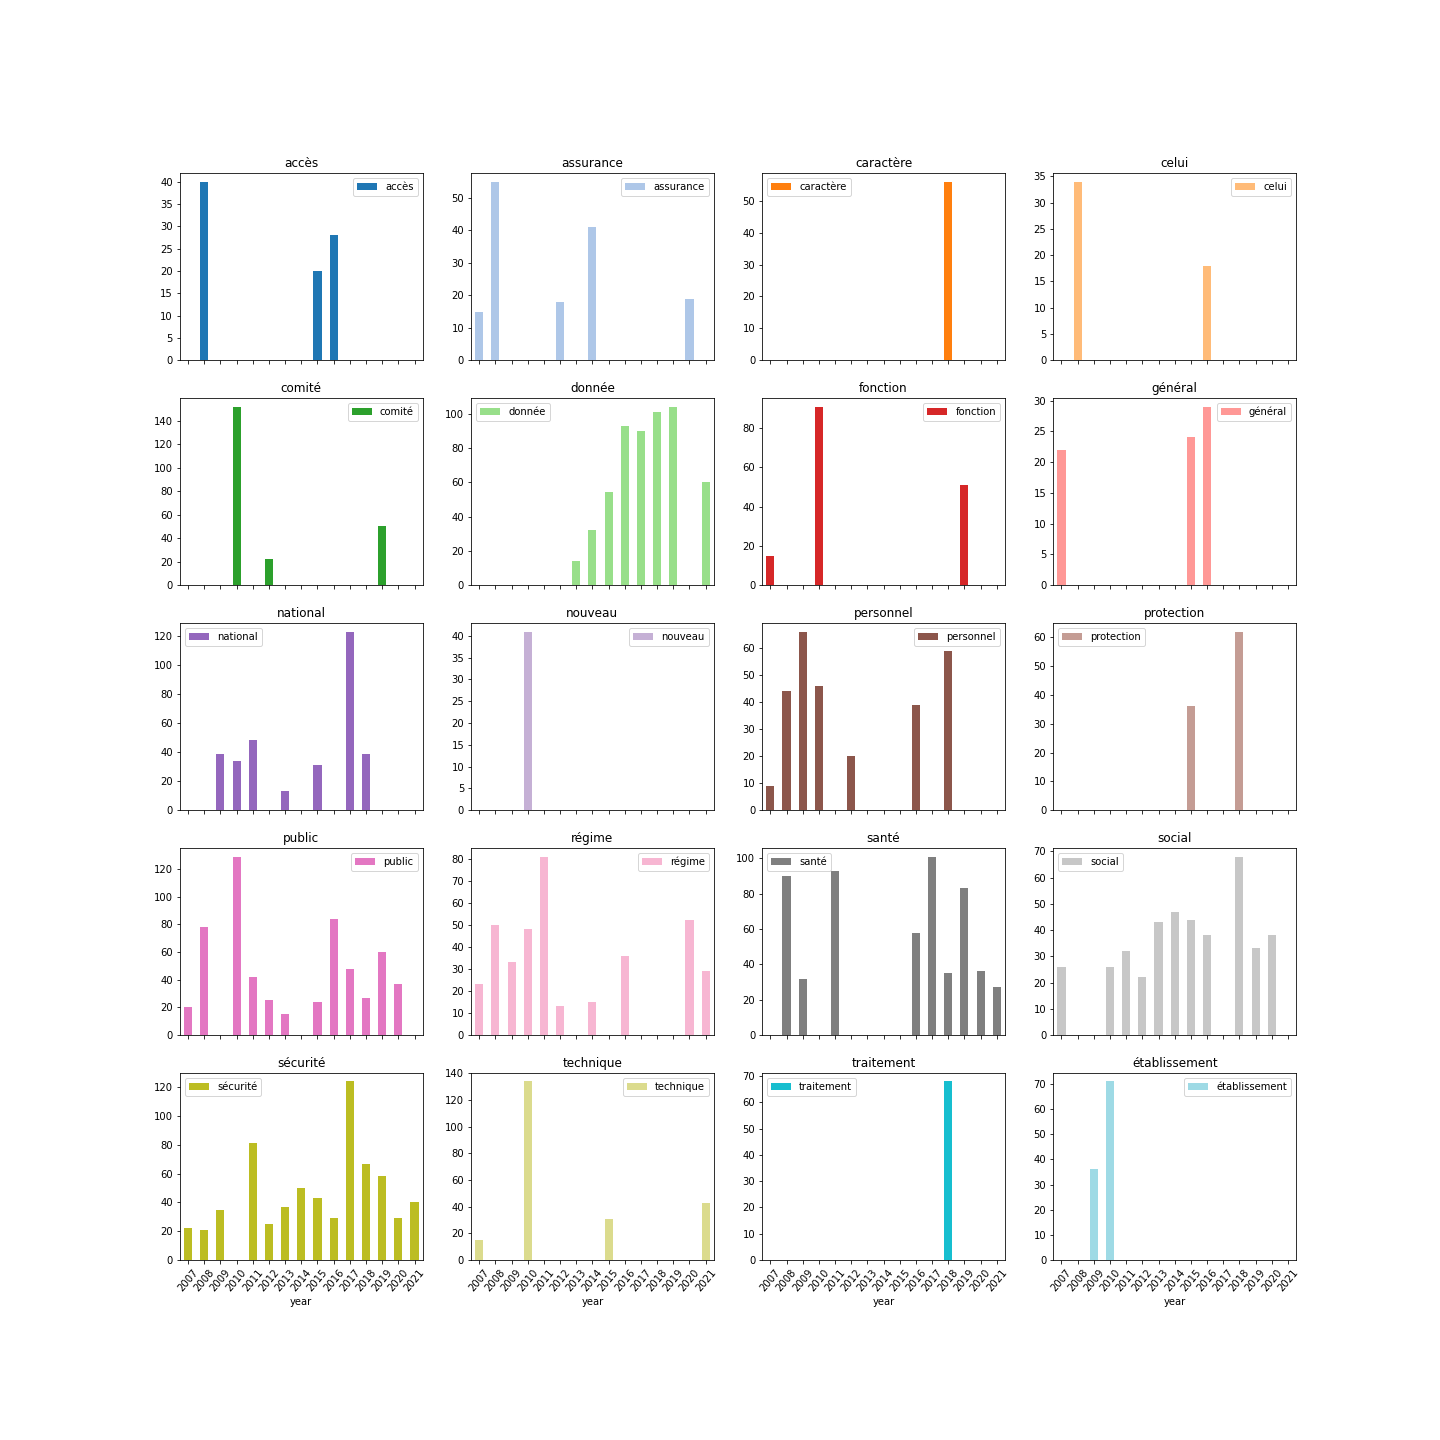 accès assurance caractère celui
accès assurance caractère celui
40 35 30 25 20 15 10 5 0
50 40 30 20 10 0
50 40 30 20 10 0
35 30 25 20 15 10 5 0
comité donnée fonction général
comité donnée fonction général
140 120 100 80 60 40 20 0
100 80 60 40 20 0
80 60 40 20 0
30 25 20 15 10 5 0
national nouveau personnel protection
national nouveau personnel protection
120 100 80 60 40 20 0
40 35 30 25 20 15 10 5 0
60 50 40 30 20 10 0
60 50 40 30 20 10 0
public régime santé social
public régime santé social
120 100 80 60 40 20 0
80 70 60 50 40 30 20 10 0
100 80 60 40 20 0
70 60 50 40 30 20 10 0
sécurité technique traitement établissement
sécurité technique traitement établissement
120 100 80 60 40 20 0
140 120 100 80 60 40 20 0
70 60 50 40 30 20 10 0
70 60 50 40 30 20 10 0
2007 2008 2009 2010 2011 2012 2013 2014 2015 2016 2017 2018 2019 2020 2021
2007 2008 2009 2010 2011 2012 2013 2014 2015 2016 2017 2018 2019 2020 2021
2007 2008 2009 2010 2011 2012 2013 2014 2015 2016 2017 2018 2019 2020 2021
2007 2008 2009 2010 2011 2012 2013 2014 2015 2016 2017 2018 2019 2020 2021
year year year year